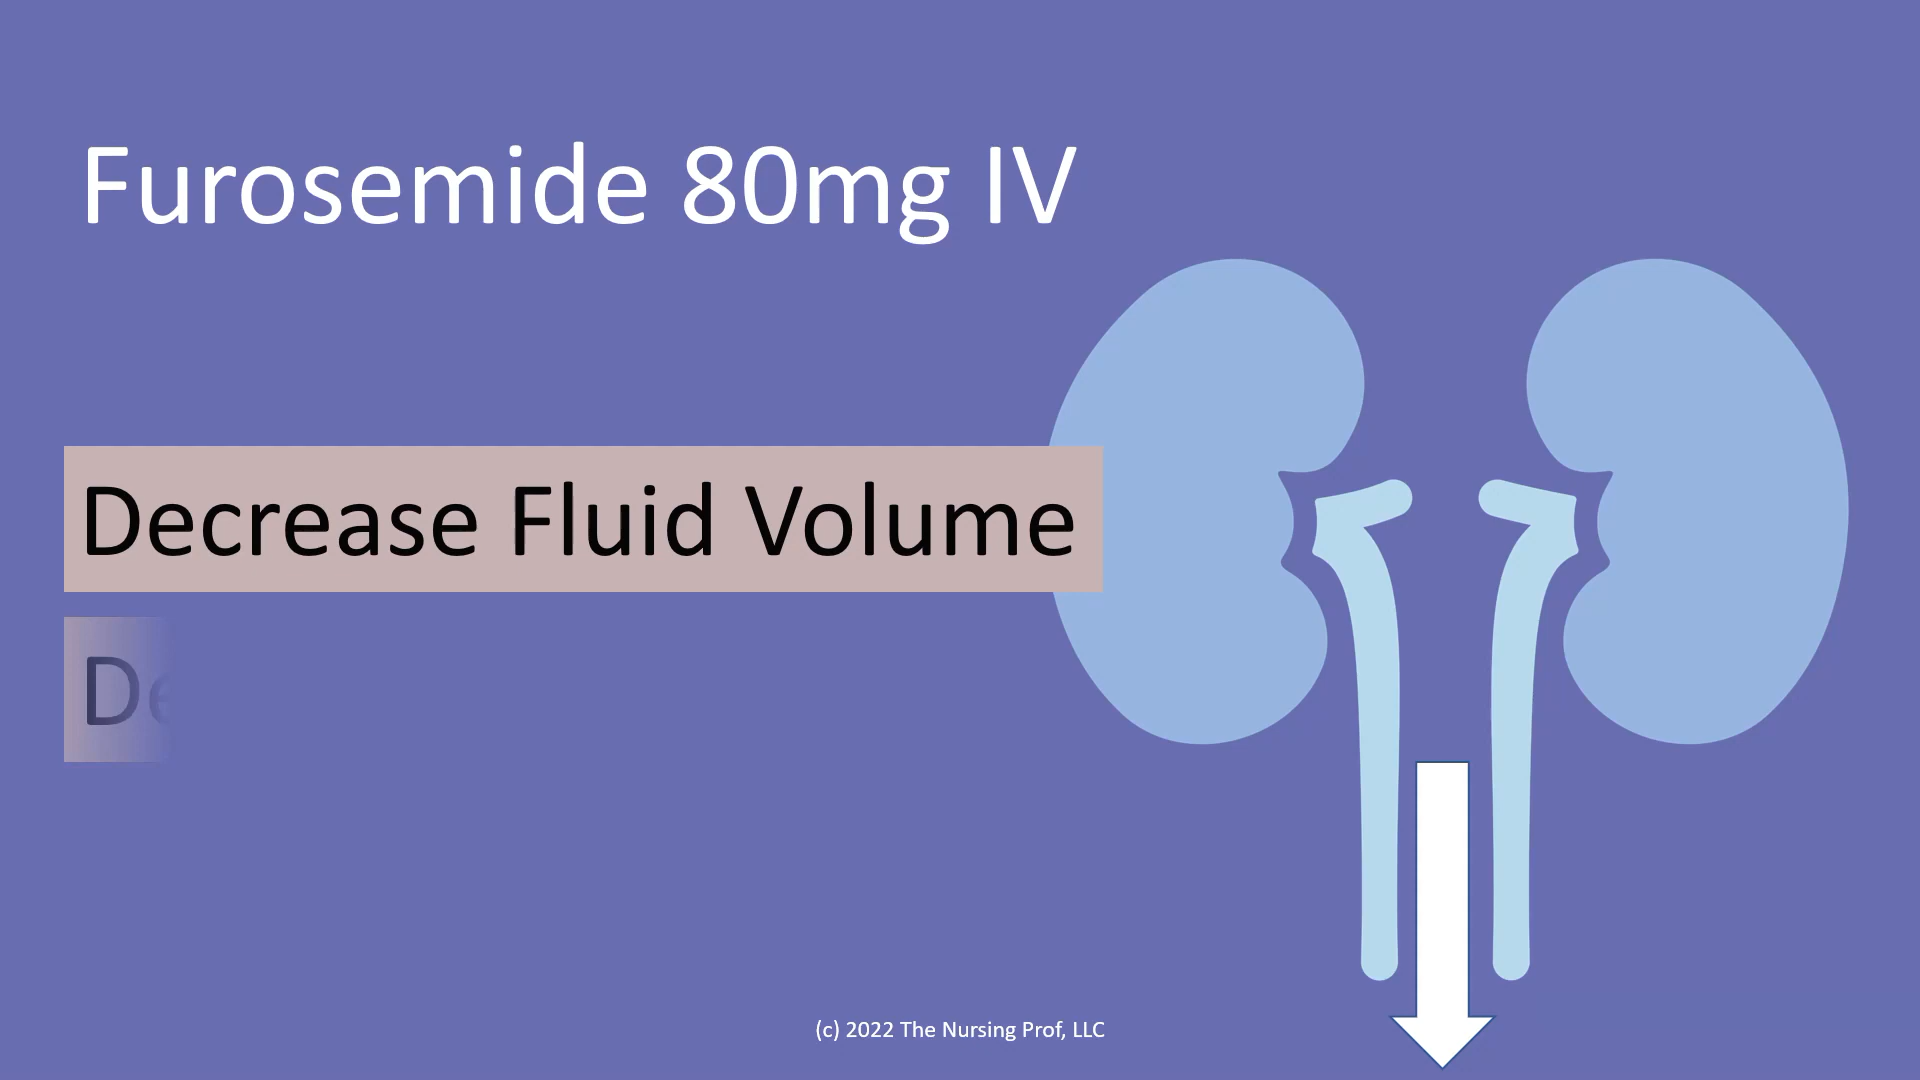 Furosemide 80mg IV
Decrease Fluid Volume
(c) 2022 The Nursing Prof, LLC